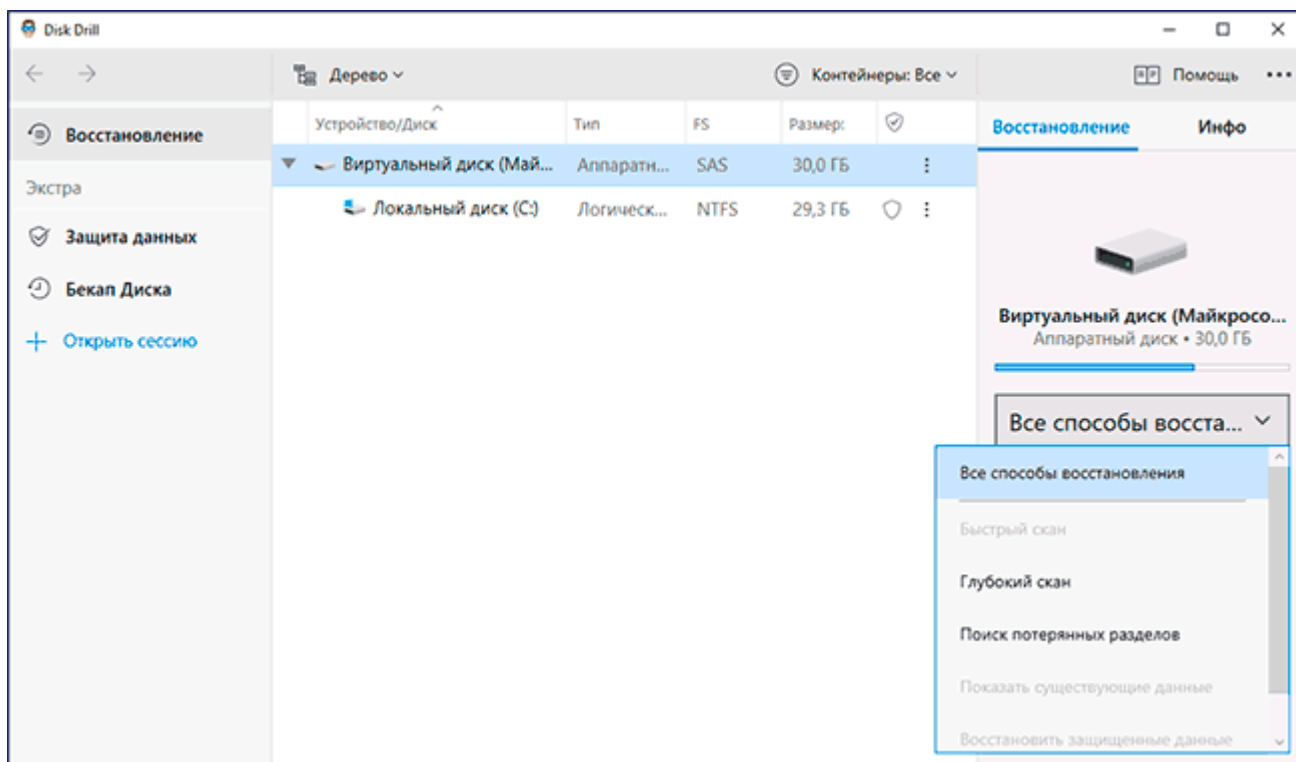 Disk Drill
Дерево
Контейнеры: Все
Помощь
Восстановление
Экстра
Защита данных
Бекап Диска
Открыть сессию
Устройство/Диск Тип FS Размер:
Виртуальный диск (Май... Аппаратн... SAS 30,0 ГБ
Локальный диск (C:) Логическ... NTFS 29,3 ГБ
Восстановление Инфо
Виртуальный диск (Майкросо...
Аппаратный диск • 30,0 ГБ
Все способы восста...
Все способы восстановления
Быстрый скан
Глубокий скан
Поиск потерянных разделов
Показать существующие данные
Восстановить защищенные данные